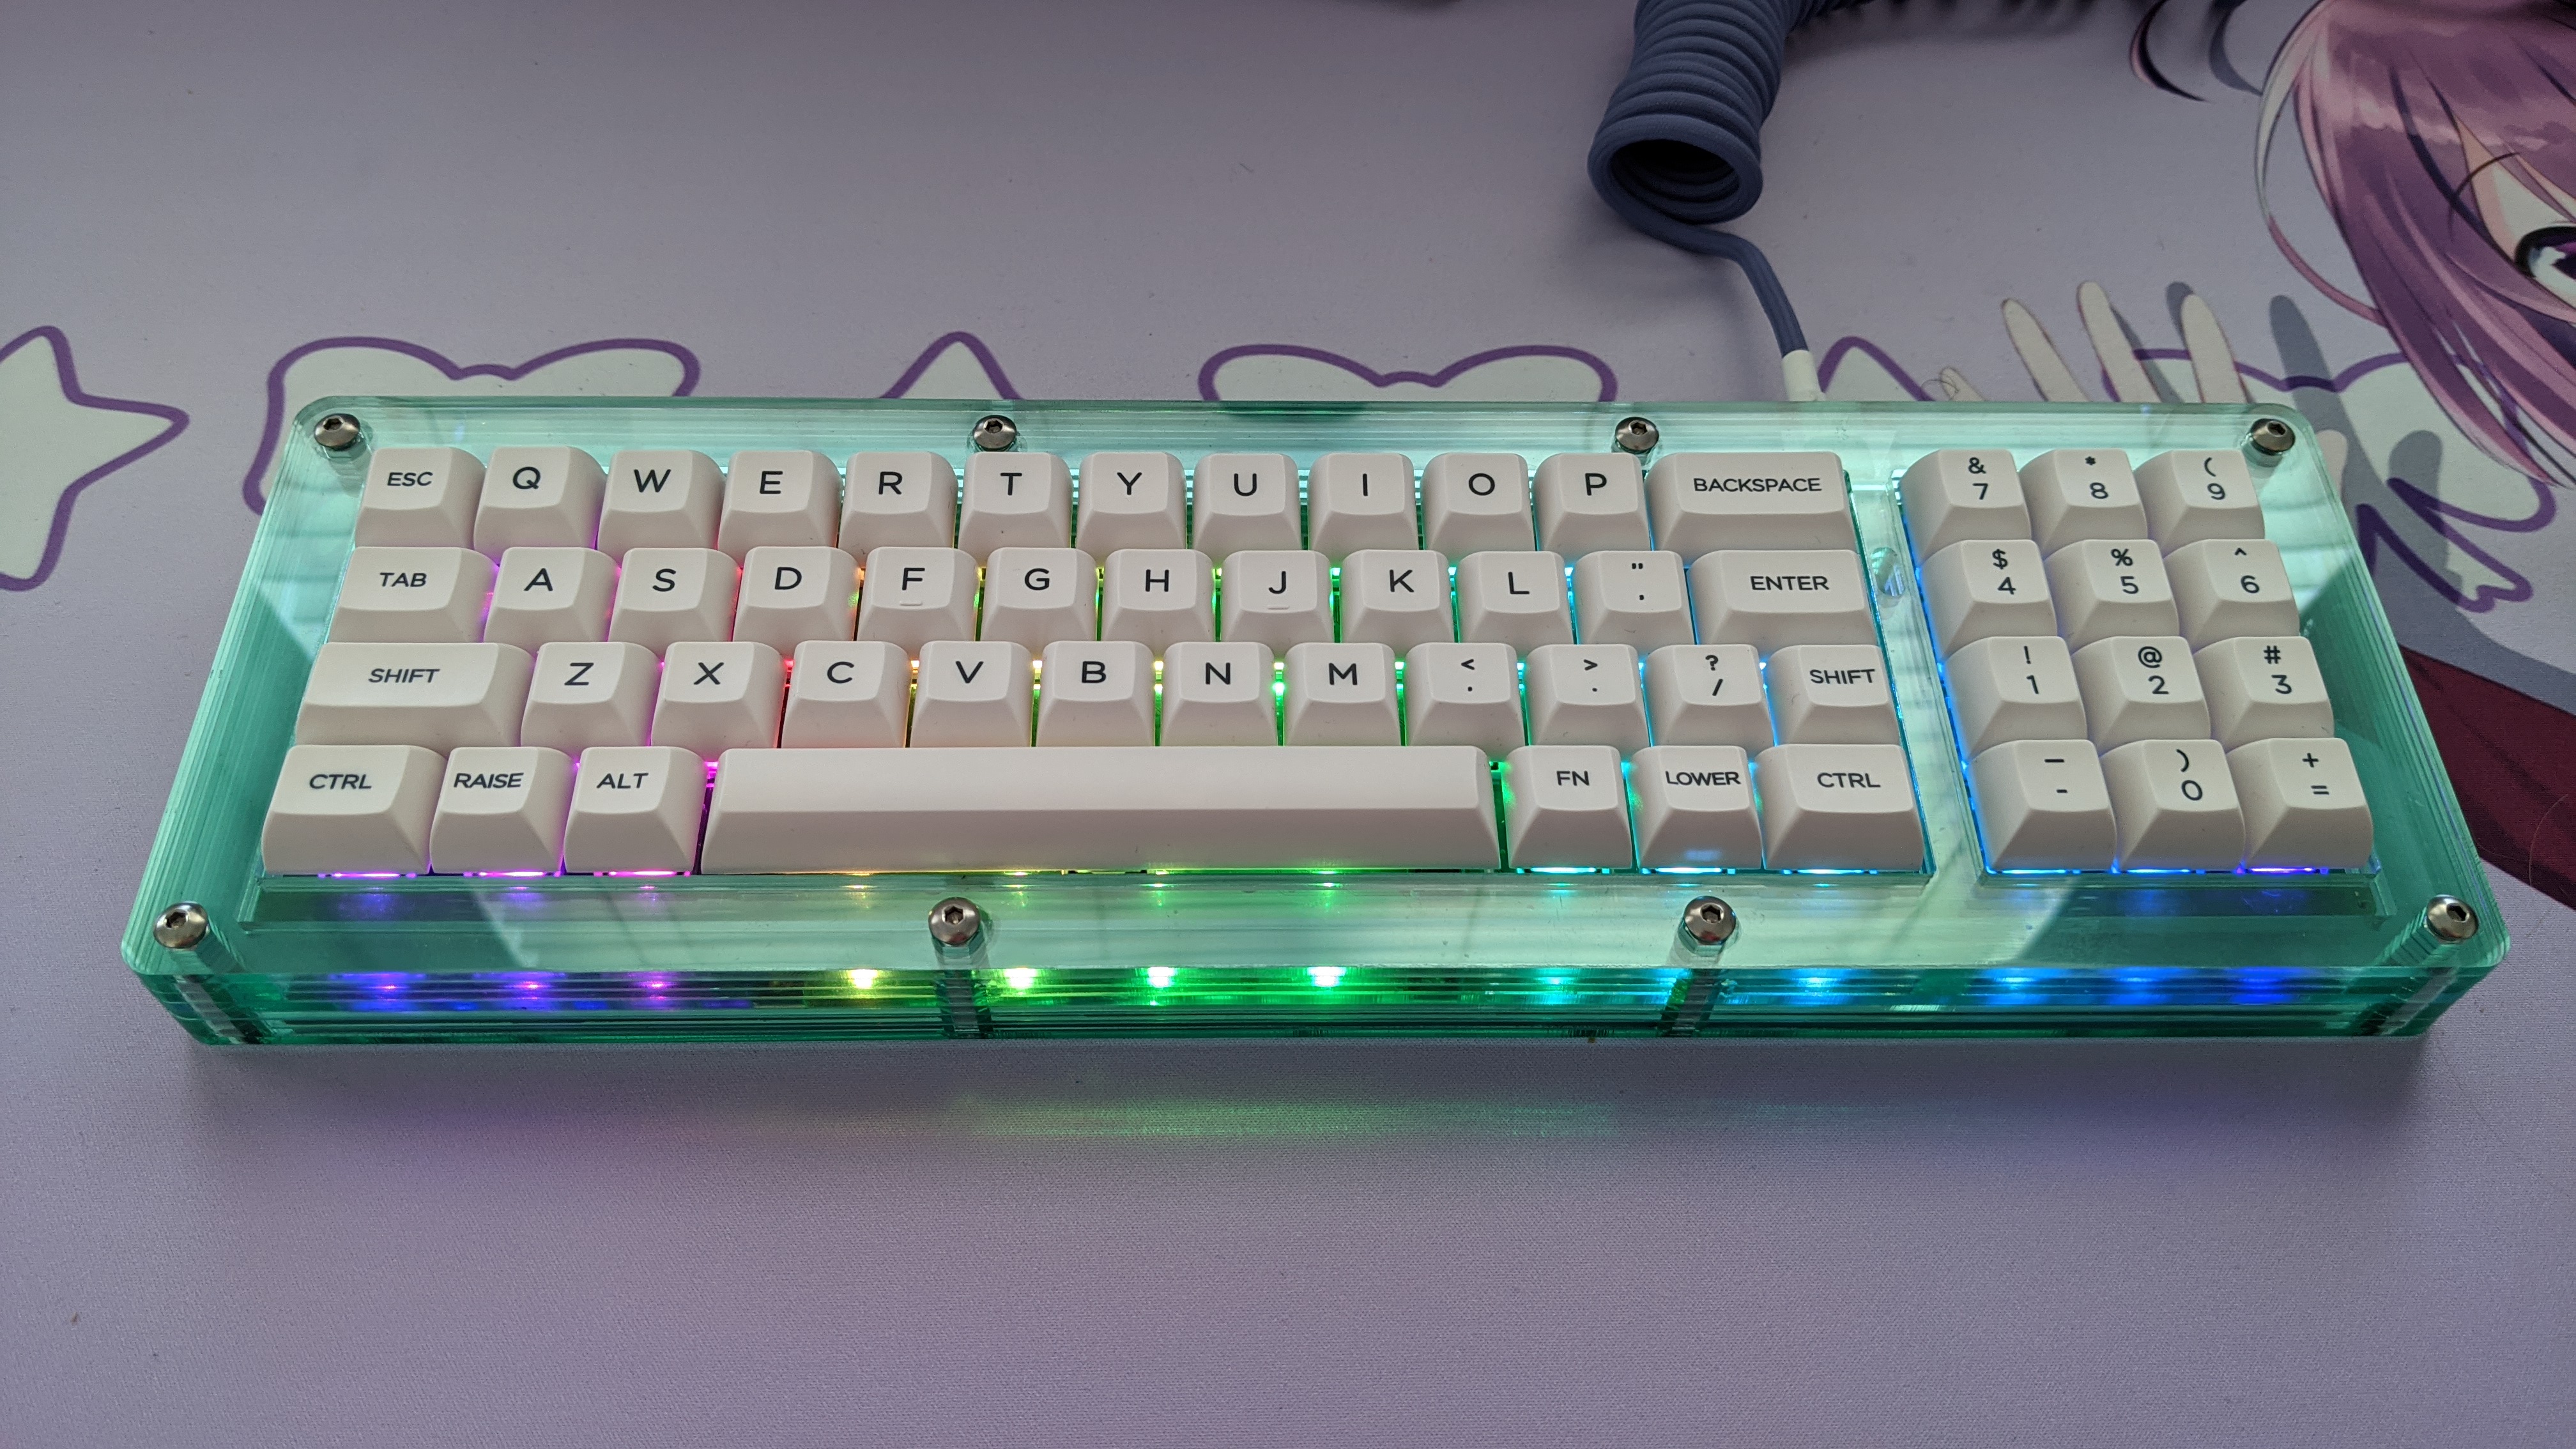 ESC Q W E R T Y U I O P BACKSPACE & * (
7 8 9
TAB A S D F G H J K L " ENTER $ % ^
' 4 5 6
SHIFT Z X C V B N M < > ? SHIFT ! @ #
, . / 1 2 3
CTRL RAISE ALT FN LOWER CTRL _ ) +
- 0 =